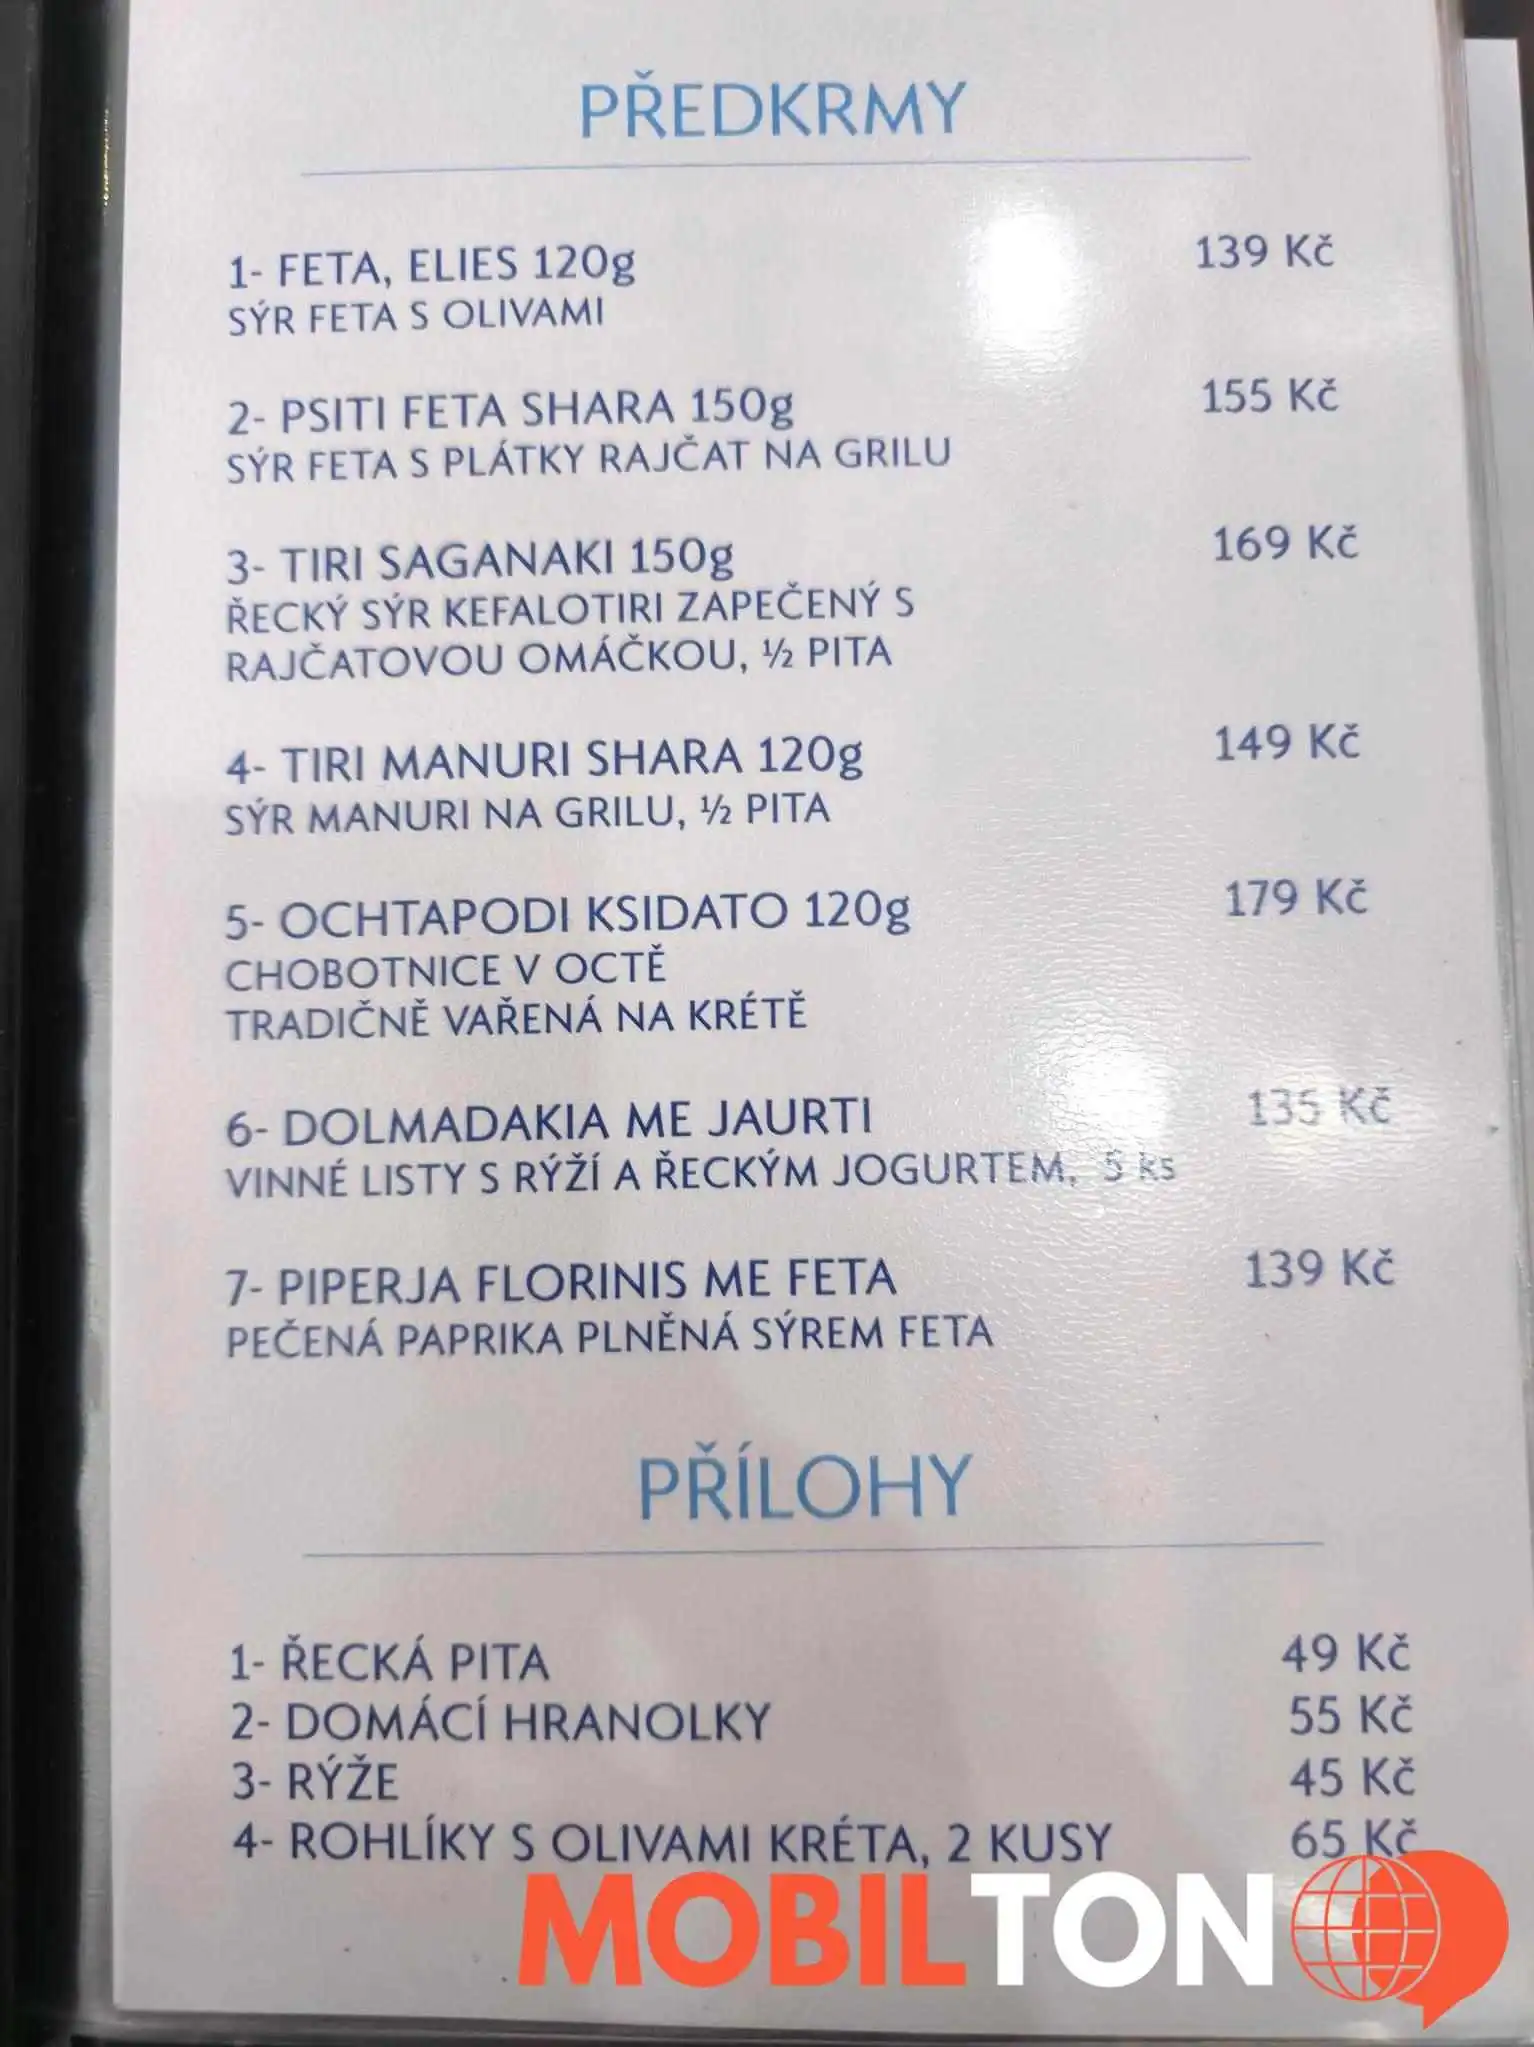 PŘEDKRMY
1- FETA, ELIES 120g 139 Kč
SÝR FETA S OLIVAMI
2- PSITI FETA SHARA 150g 155 Kč
SÝR FETA S PLÁTKY RAJČAT NA GRILU
3- TIRI SAGANAKI 150g 169 Kč
ŘECKÝ SÝR KEFALOTIRI ZAPEČENÝ S
RAJČATOVOU OMÁČKOU, ½ PITA
4- TIRI MANURI SHARA 120g 149 Kč
SÝR MANURI NA GRILU, ½ PITA
5- OCHTAPODI KSIDATO 120g 179 Kč
CHOBOTNICE V OCTĚ
TRADIČNĚ VAŘENÁ NA KRÉTĚ
6- DOLMADAKIA ME JAURTI 135 Kč
VINNÉ LISTY S RÝŽÍ A ŘECKÝM JOGURTEM, 5 ks
7- PIPERJA FLORINIS ME FETA 139 Kč
PEČENÁ PAPRIKA PLNĚNÁ SÝREM FETA
PŘÍLOHY
1- ŘECKÁ PITA 49 Kč
2- DOMÁCÍ HRANOLKY 55 Kč
3- RÝŽE 45 Kč
4- ROHLÍKY S OLIVAMI KRÉTA, 2 KUSY 65 Kč
MOBILTON